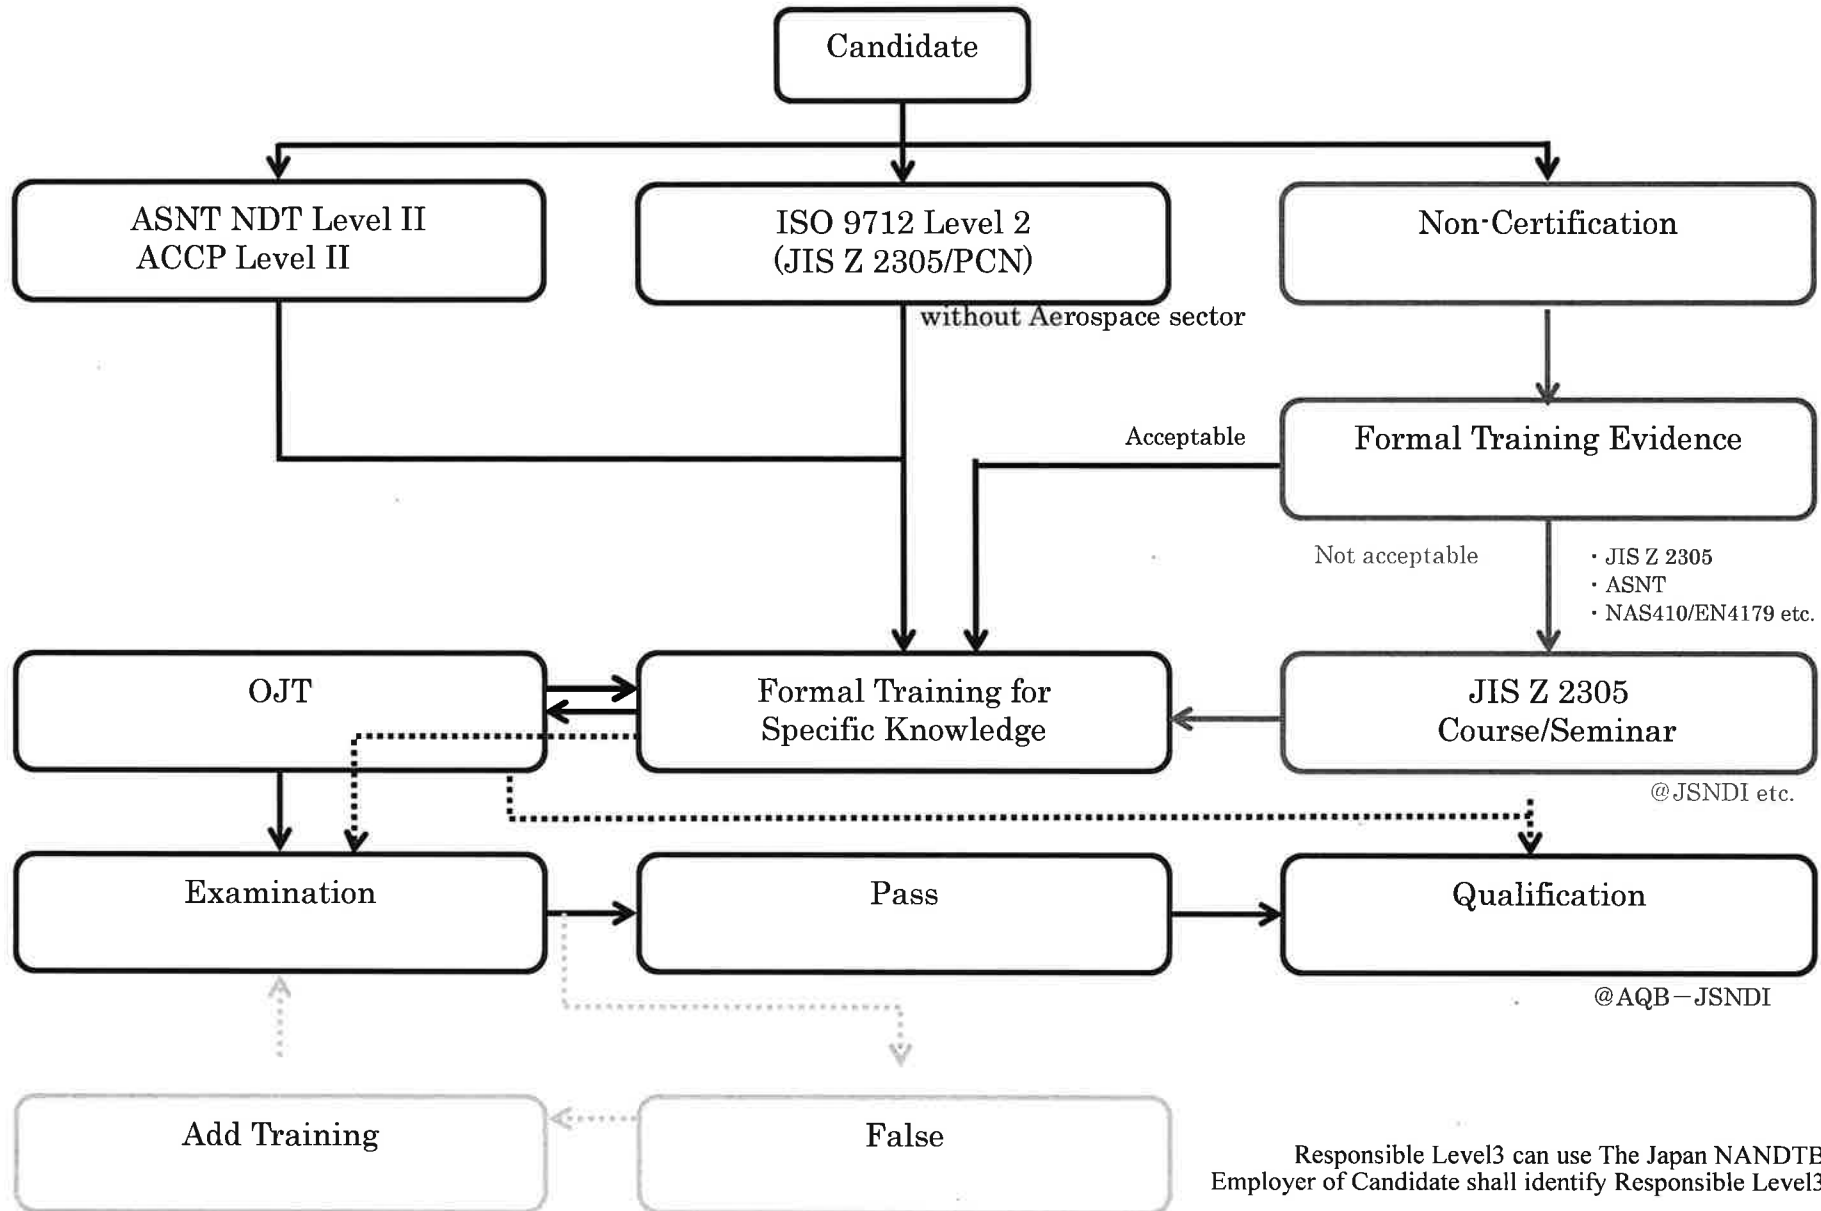 Candidate
ASNT NDT Level II
ACCP Level II
ISO 9712 Level 2
(JIS Z 2305/PCN)
Non-Certification
without Aerospace sector
Acceptable
Formal Training Evidence
Not acceptable
・JIS Z 2305
・ASNT
・NAS410/EN4179 etc.
OJT
Formal Training for
Specific Knowledge
JIS Z 2305
Course/Seminar
@JSNDI etc.
Examination
Pass
Qualification
@AQB－JSNDI
Add Training
False
Responsible Level3 can use The Japan NANDTB
Employer of Candidate shall identify Responsible Level3